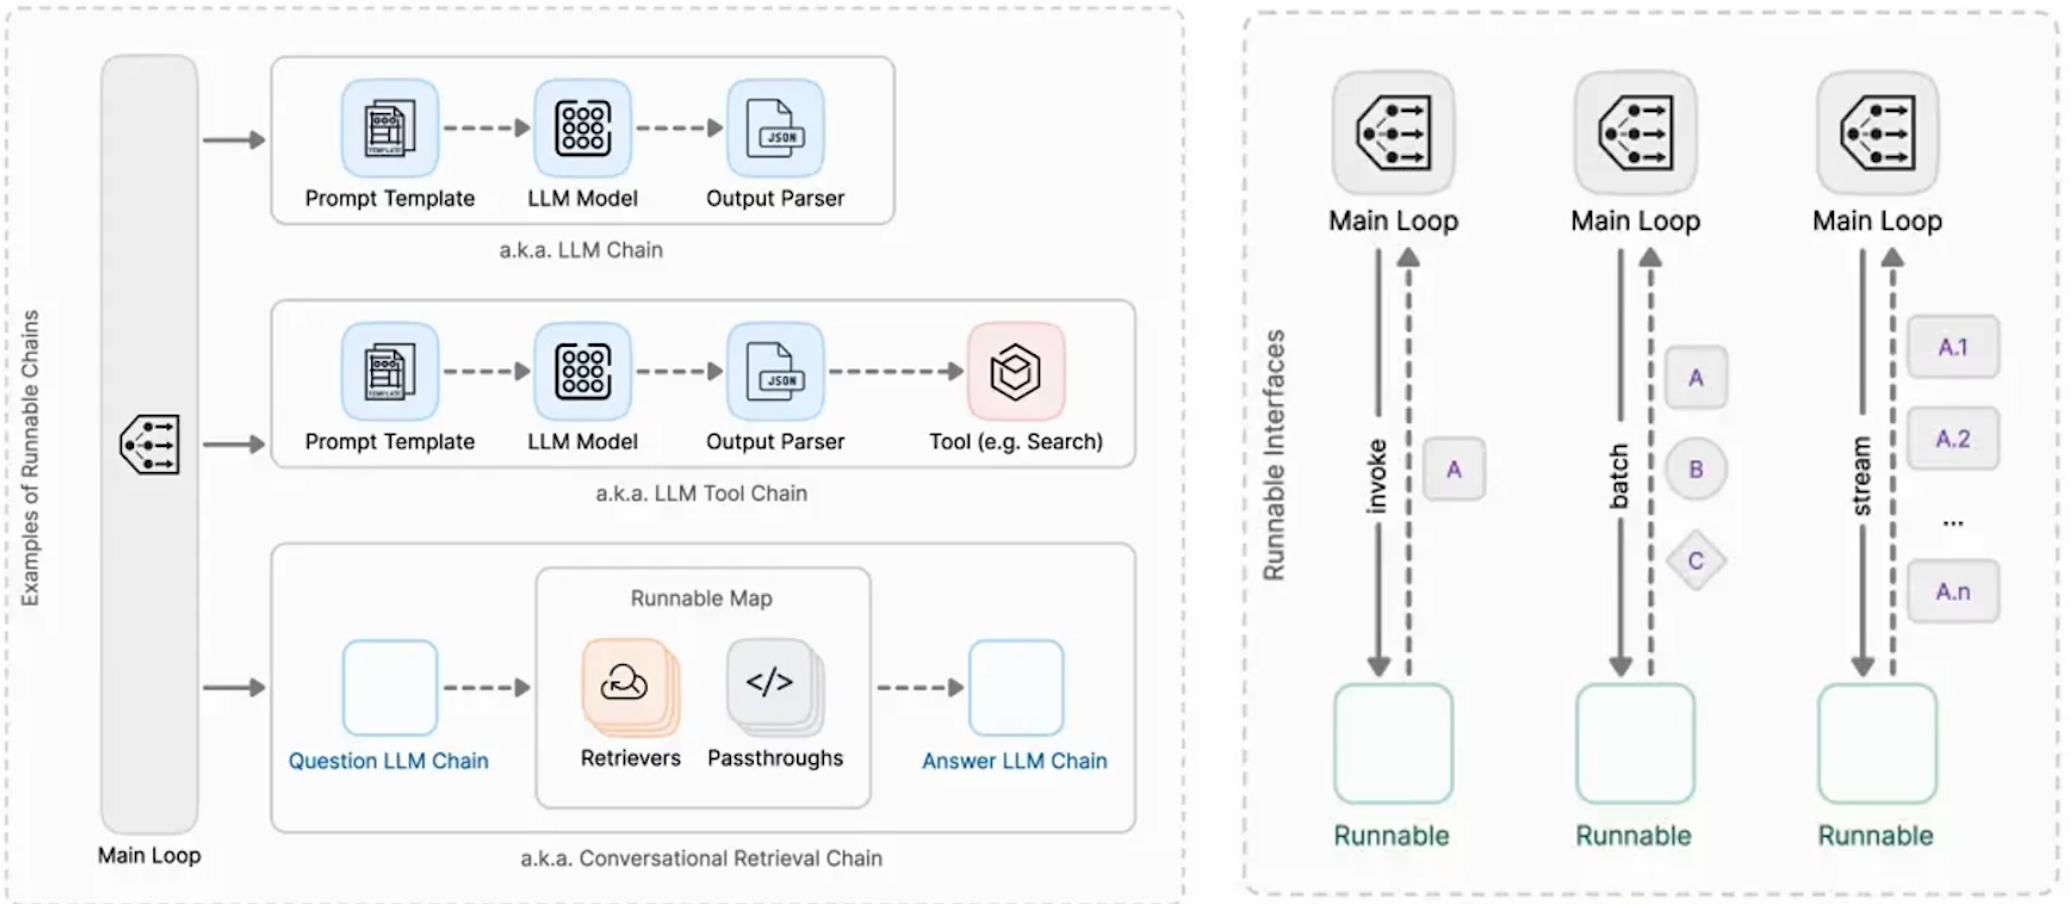 Examples of Runnable Chains
TEMPLATE
JSON
Prompt Template
LLM Model
Output Parser
a.k.a. LLM Chain
TEMPLATE
JSON
Prompt Template
LLM Model
Output Parser
Tool (e.g. Search)
a.k.a. LLM Tool Chain
Runnable Map
</>
Question LLM Chain
Retrievers
Passthroughs
Answer LLM Chain
a.k.a. Conversational Retrieval Chain
Main Loop
Runnable Interfaces
Main Loop
invoke
A
Runnable
Main Loop
batch
A
B
C
Runnable
Main Loop
stream
A.1
A.2
...
A.n
Runnable